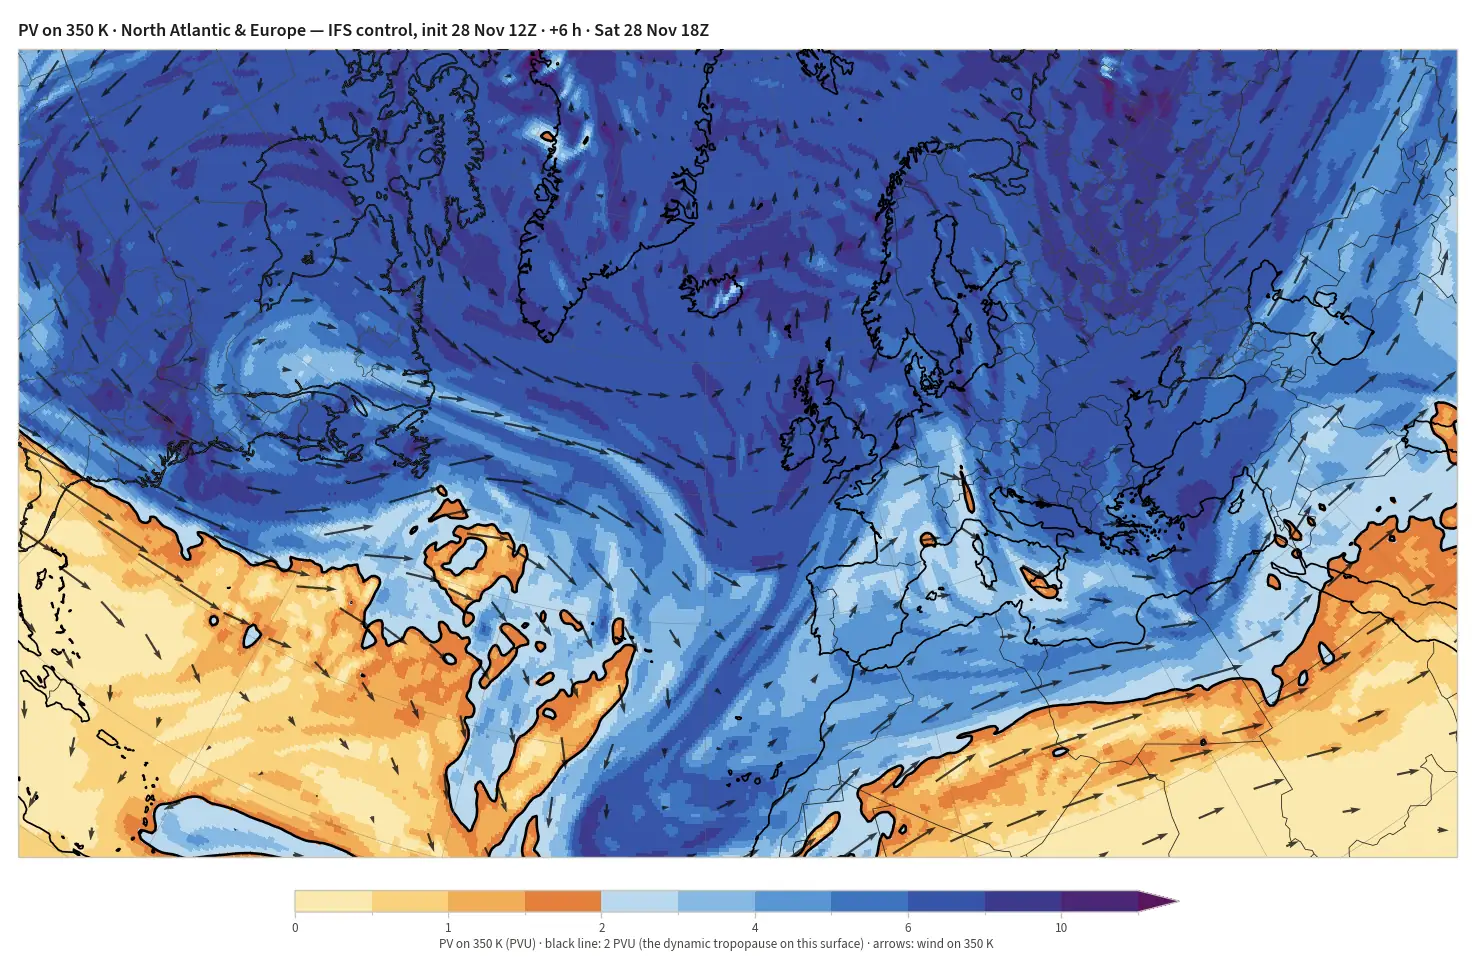 PV on 350 K · North Atlantic & Europe — IFS control, init 28 Nov 12Z · +6 h · Sat 28 Nov 18Z
0 1 2 4 6 10
PV on 350 K (PVU) · black line: 2 PVU (the dynamic tropopause on this surface) · arrows: wind on 350 K